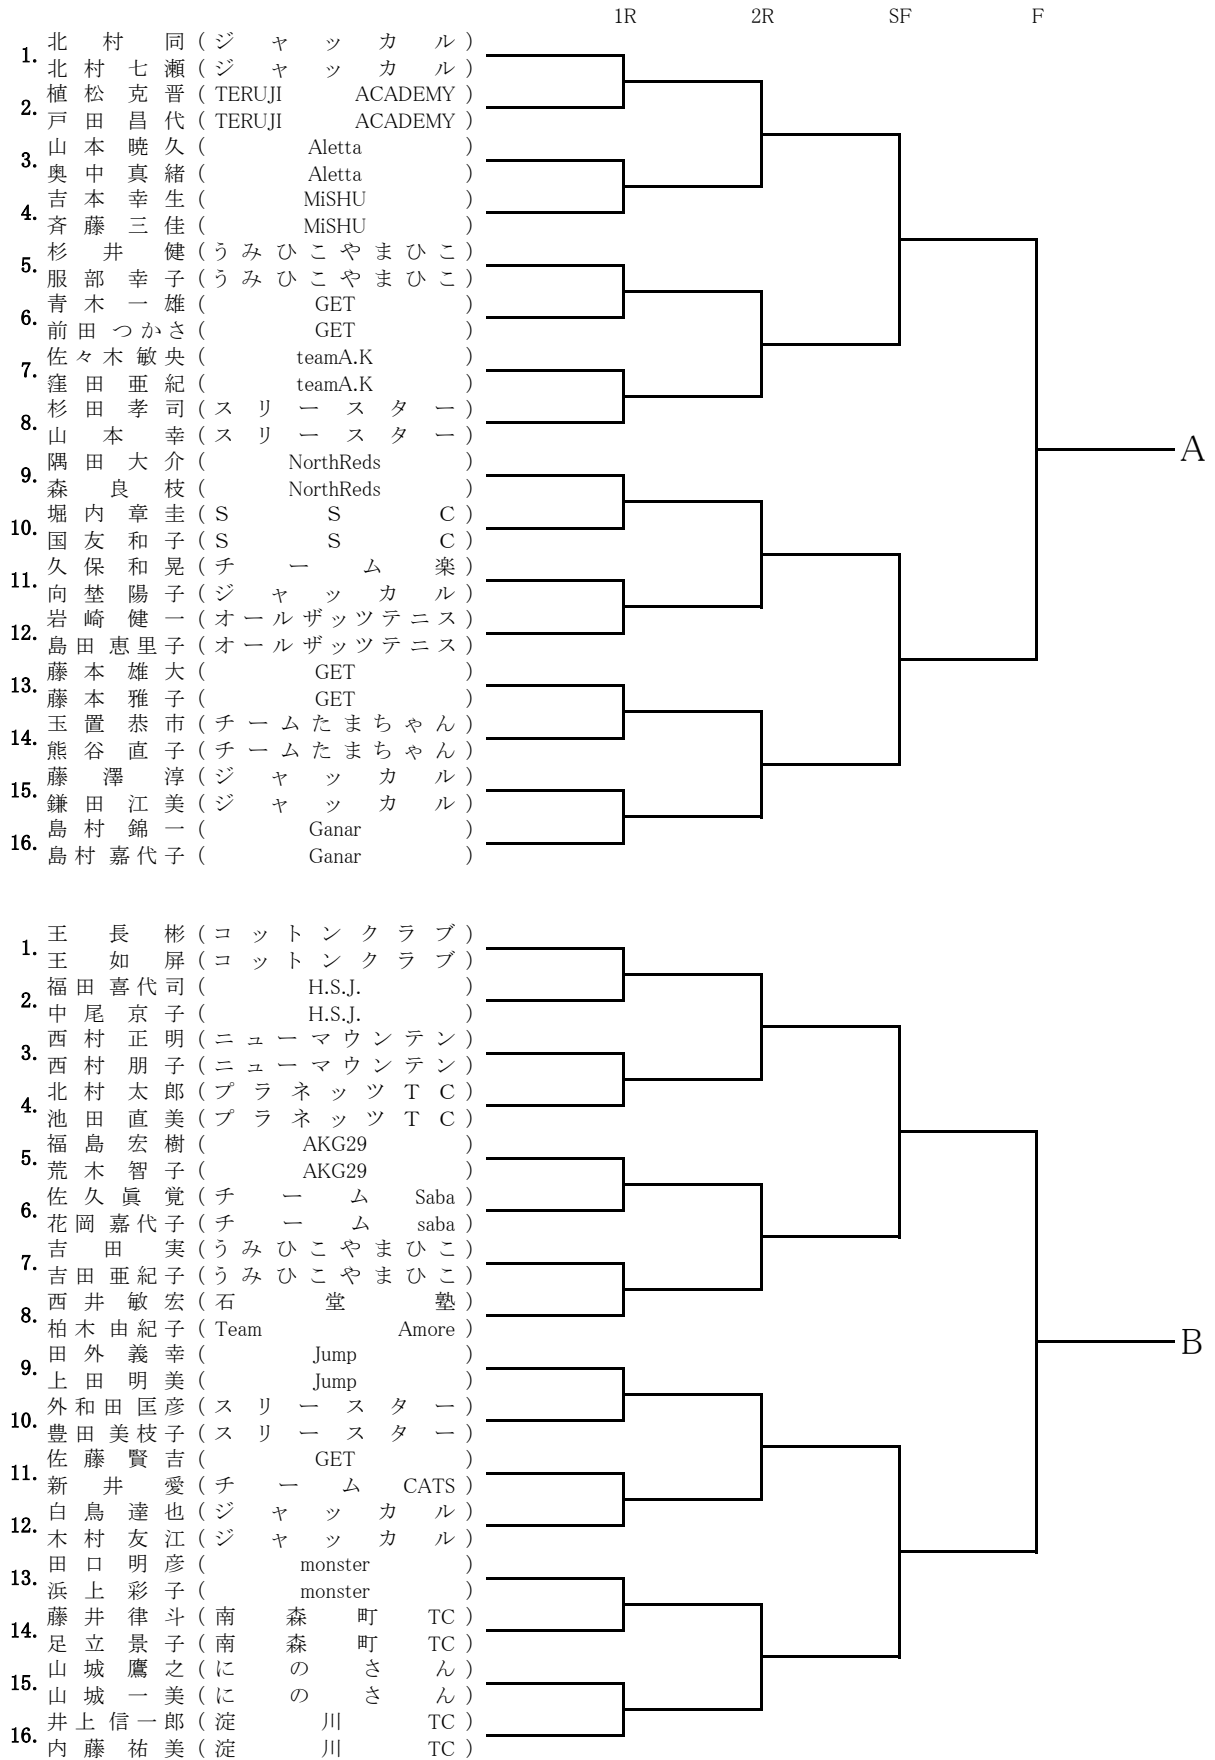 1R 2R SF F
1. 北村同(ジャッカル)
北村七瀬(ジャッカル)
2. 植松克晋(TERUJI ACADEMY)
戸田昌代(TERUJI ACADEMY)
3. 山本暁久(Aletta)
奥中真緒(Aletta)
4. 吉本幸生(MiSHU)
斉藤三佳(MiSHU)
5. 杉井健(うみひこやまひこ)
服部幸子(うみひこやまひこ)
6. 青木一雄(GET)
前田つかさ(GET)
7. 佐々木敏央(teamA.K)
窪田亜紀(teamA.K)
8. 杉田孝司(スリースター)
山本幸(スリースター)
A
9. 隅田大介(NorthReds)
森良枝(NorthReds)
10. 堀内章圭(SSC)
国友和子(SSC)
11. 久保和晃(チーム楽)
向埜陽子(ジャッカル)
12. 岩崎健一(オールザッツテニス)
島田恵里子(オールザッツテニス)
13. 藤本雄大(GET)
藤本雅子(GET)
14. 玉置恭市(チームたまちゃん)
熊谷直子(チームたまちゃん)
15. 藤澤淳(ジャッカル)
鎌田江美(ジャッカル)
16. 島村錦一(Ganar)
島村嘉代子(Ganar)
1. 王長彬(コットンクラブ)
王如屏(コットンクラブ)
2. 福田喜代司(H.S.J.)
中尾京子(H.S.J.)
3. 西村正明(ニューマウンテン)
西村朋子(ニューマウンテン)
4. 北村太郎(プラネッツTC)
池田直美(プラネッツTC)
5. 福島宏樹(AKG29)
荒木智子(AKG29)
6. 佐久眞覚(チームSaba)
花岡嘉代子(チームsaba)
7. 吉田実(うみひこやまひこ)
吉田亜紀子(うみひこやまひこ)
8. 西井敏宏(石堂塾)
柏木由紀子(Team Amore)
B
9. 田外義幸(Jump)
上田明美(Jump)
10. 外和田匡彦(スリースター)
豊田美枝子(スリースター)
11. 佐藤賢吉(GET)
新井愛(チームCATS)
12. 白鳥達也(ジャッカル)
木村友江(ジャッカル)
13. 田口明彦(monster)
浜上彩子(monster)
14. 藤井律斗(南森町TC)
足立景子(南森町TC)
15. 山城鷹之(にのさん)
山城一美(にのさん)
16. 井上信一郎(淀川TC)
内藤祐美(淀川TC)